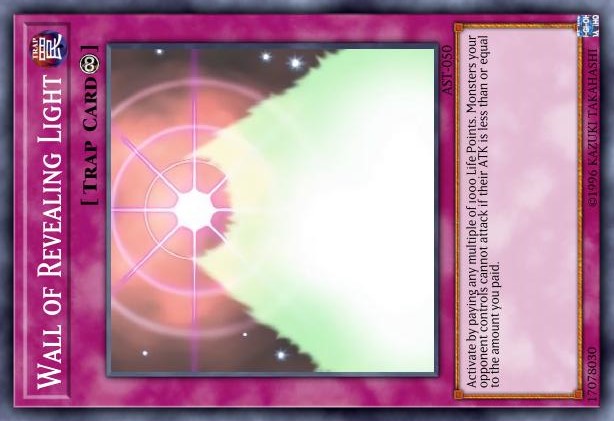 WALL OF REVEALING LIGHT
TRAP
罠
[TRAP CARD]
AST-050
Activate by paying any multiple of 1000 Life Points. Monsters your
opponent controls cannot attack if their ATK is less than or equal
to the amount you paid.
17078030
©1996 KAZUKI TAKAHASHI